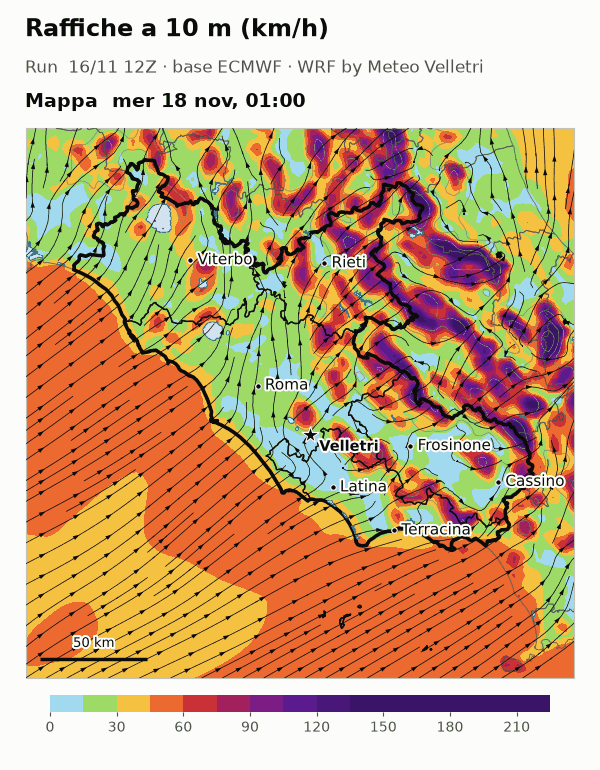 Raffiche a 10 m (km/h)
Run  16/11 12Z · base ECMWF · WRF by Meteo Velletri
Mappa  mer 18 nov, 01:00
Viterbo
Rieti
Roma
Velletri
Frosinone
Latina
Cassino
Terracina
50 km
0 30 60 90 120 150 180 210